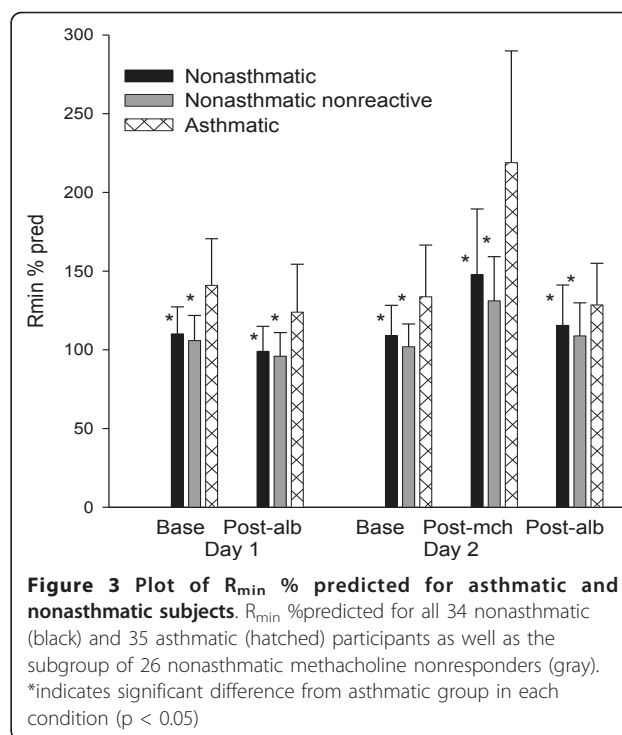 300
250
200
150
100
50
0
Rmin % pred
Nonasthmatic
Nonasthmatic nonreactive
Asthmatic
* * * * * * * * * *
Base Post-alb Base Post-mch Post-alb
Day 1 Day 2
Figure 3 Plot of Rmin % predicted for asthmatic and
nonasthmatic subjects. Rmin %predicted for all 34 nonasthmatic
(black) and 35 asthmatic (hatched) participants as well as the
subgroup of 26 nonasthmatic methacholine nonresponders (gray).
*indicates significant difference from asthmatic group in each
condition (p < 0.05)